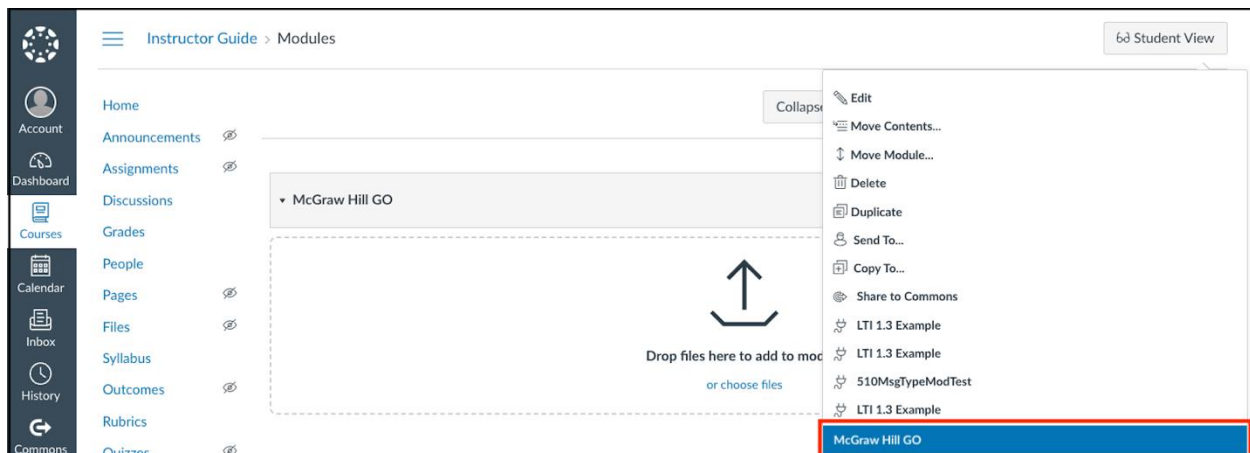 Instructor Guide > Modules
Student View
Account
Dashboard
Courses
Calendar
Inbox
History
Commons
Home
Announcements
Assignments
Discussions
Grades
People
Pages
Files
Syllabus
Outcomes
Rubrics
Quizzes
Collapse
McGraw Hill GO
Drop files here to add to mod
or choose files
Edit
Move Contents...
Move Module...
Delete
Duplicate
Send To...
Copy To...
Share to Commons
LTI 1.3 Example
LTI 1.3 Example
510MsgTypeModTest
LTI 1.3 Example
McGraw Hill GO